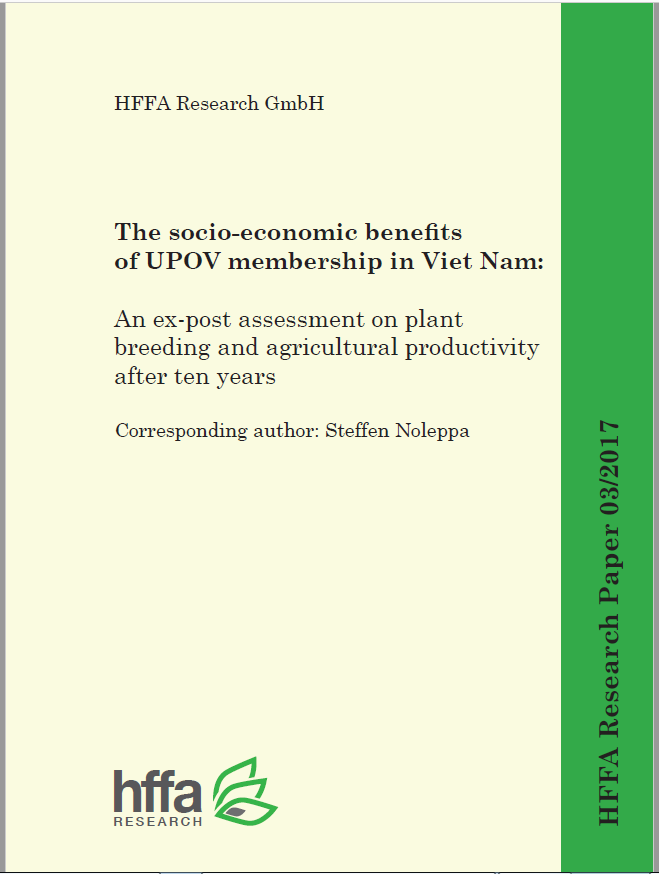 HFFA Research GmbH
The socio-economic benefits
of UPOV membership in Viet Nam:
An ex-post assessment on plant
breeding and agricultural productivity
after ten years
Corresponding author: Steffen Noleppa
HFFA Research Paper 03/2017
hffa
RESEARCH